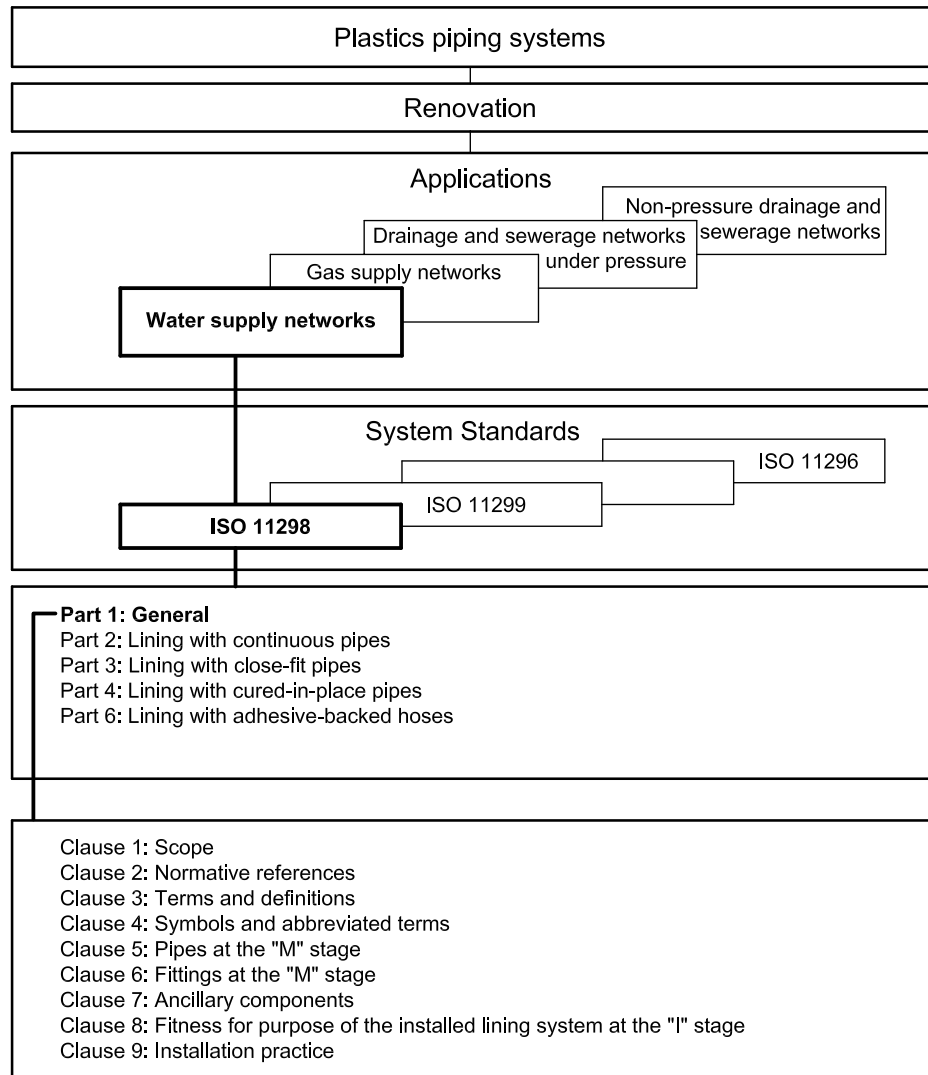 Plastics piping systems
Renovation
Applications
Non-pressure drainage and
sewerage networks
Drainage and sewerage networks
under pressure
Gas supply networks
Water supply networks
System Standards
ISO 11296
ISO 11299
ISO 11298
Part 1: General
Part 2: Lining with continuous pipes
Part 3: Lining with close-fit pipes
Part 4: Lining with cured-in-place pipes
Part 6: Lining with adhesive-backed hoses
Clause 1: Scope
Clause 2: Normative references
Clause 3: Terms and definitions
Clause 4: Symbols and abbreviated terms
Clause 5: Pipes at the "M" stage
Clause 6: Fittings at the "M" stage
Clause 7: Ancillary components
Clause 8: Fitness for purpose of the installed lining system at the "I" stage
Clause 9: Installation practice